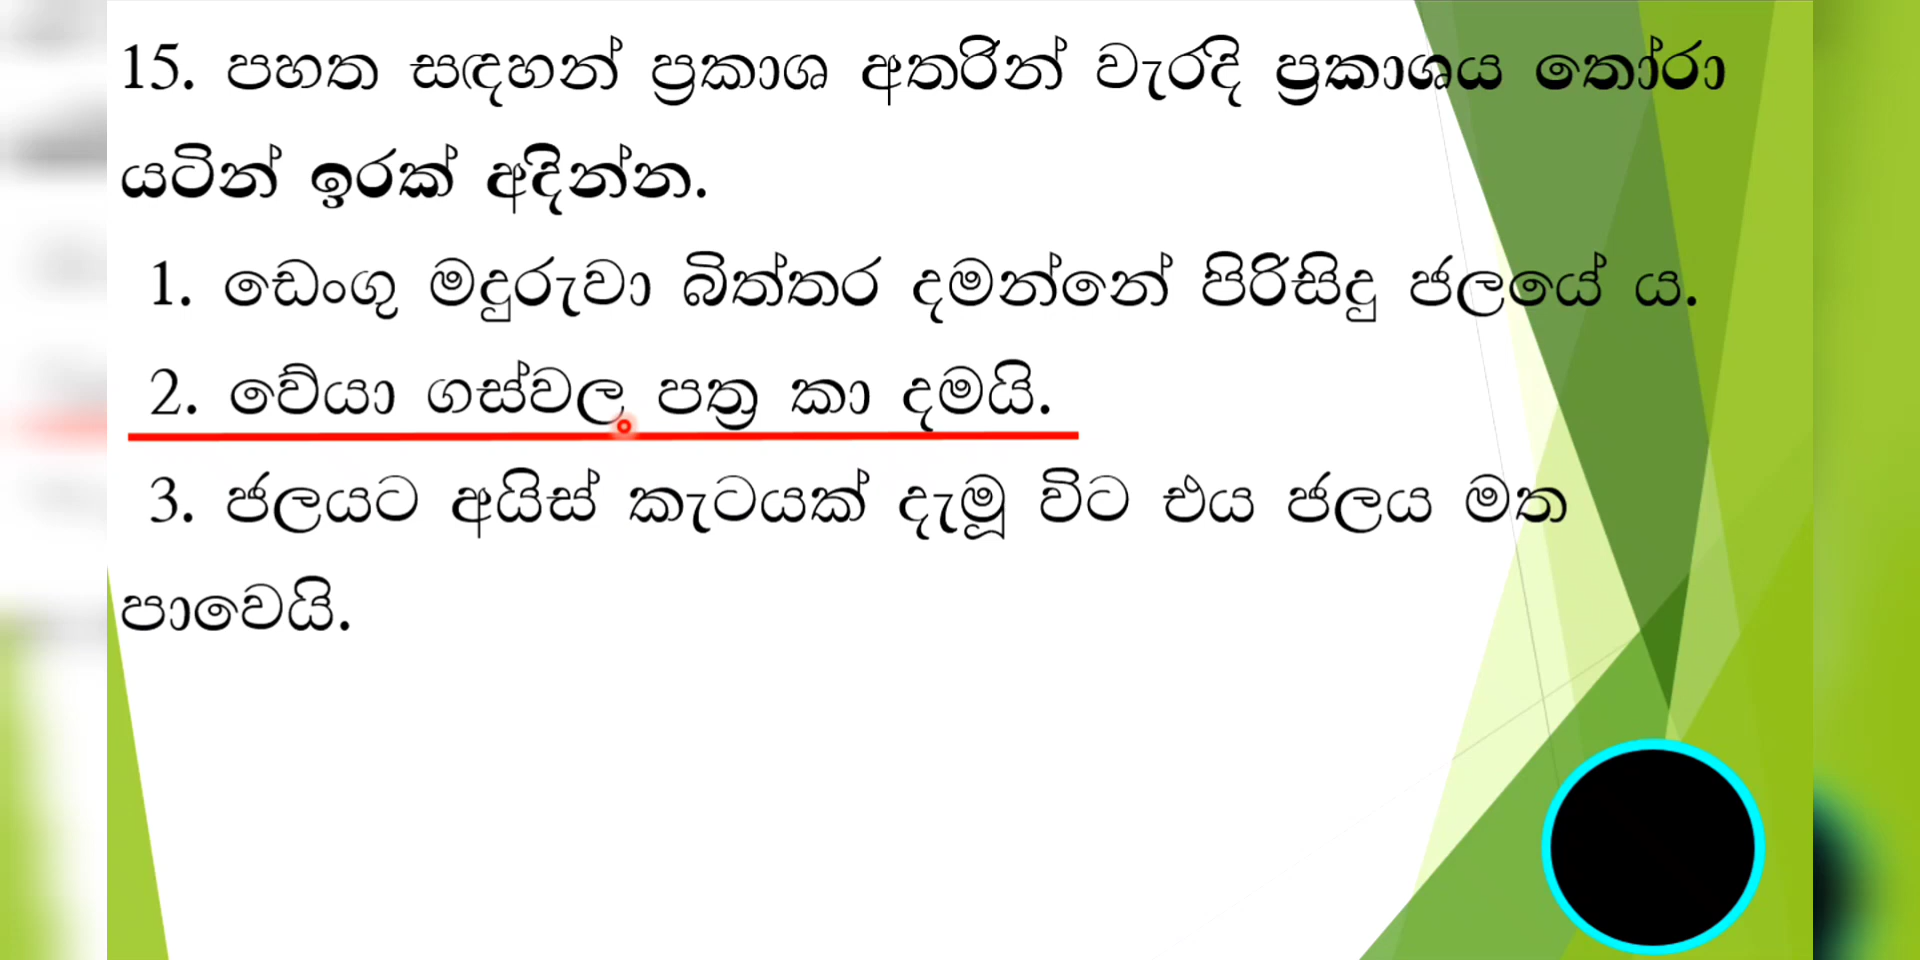 15. පහත සඳහන් ප්‍රකාශ අතරින් වැරදි ප්‍රකාශය තෝරා
යටින් ඉරක් අඳින්න.
1. ඩෙංගු මදුරුවා බිත්තර දමන්නේ පිරිසිදු ජලයේ ය.
2. වේයා ගස්වල පත්‍ර කා දමයි.
3. ජලයට අයිස් කැටයක් දැමූ විට එය ජලය මත
පාවෙයි.